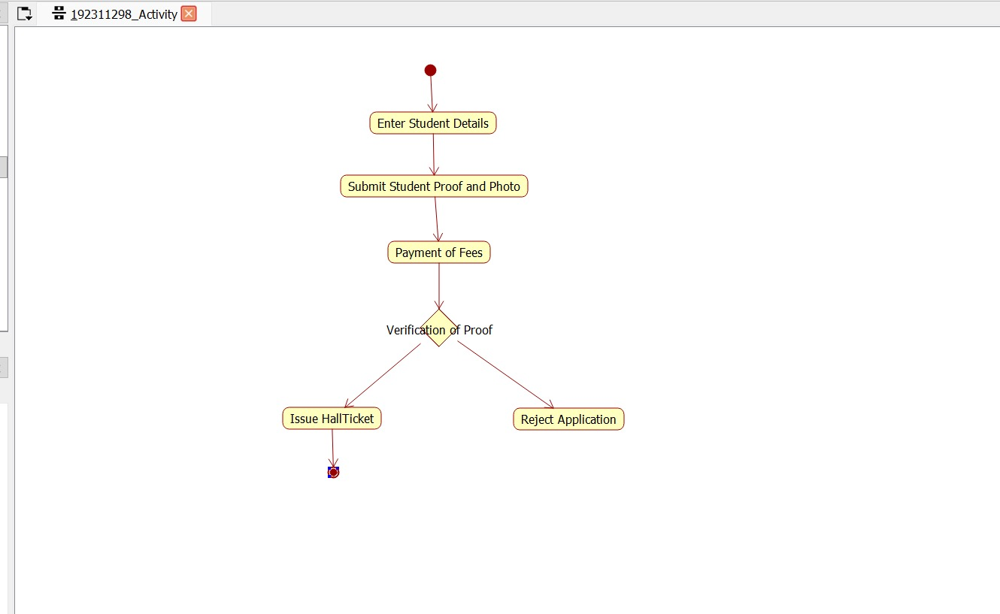 192311298_Activity
Enter Student Details
Submit Student Proof and Photo
Payment of Fees
Verification of Proof
Issue HallTicket
Reject Application